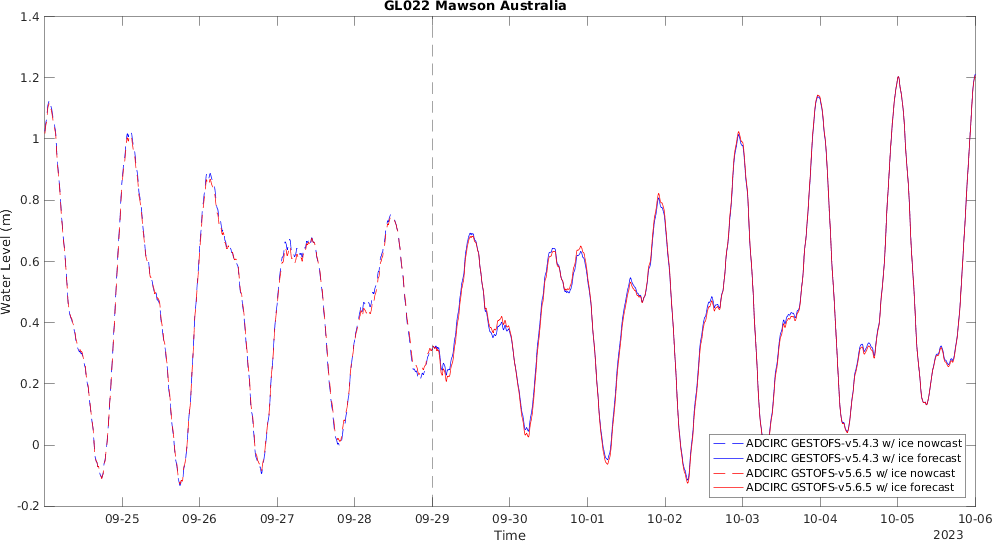 GL022 Mawson Australia
1.4
1.2
1
0.8
0.6
0.4
0.2
0
-0.2
Water Level (m)
09-25 09-26 09-27 09-28 09-29 09-30 10-01 10-02 10-03 10-04 10-05 10-06
Time
2023
ADCIRC GESTOFS-v5.4.3 w/ ice nowcast
ADCIRC GESTOFS-v5.4.3 w/ ice forecast
ADCIRC GSTOFS-v5.6.5 w/ ice nowcast
ADCIRC GSTOFS-v5.6.5 w/ ice forecast